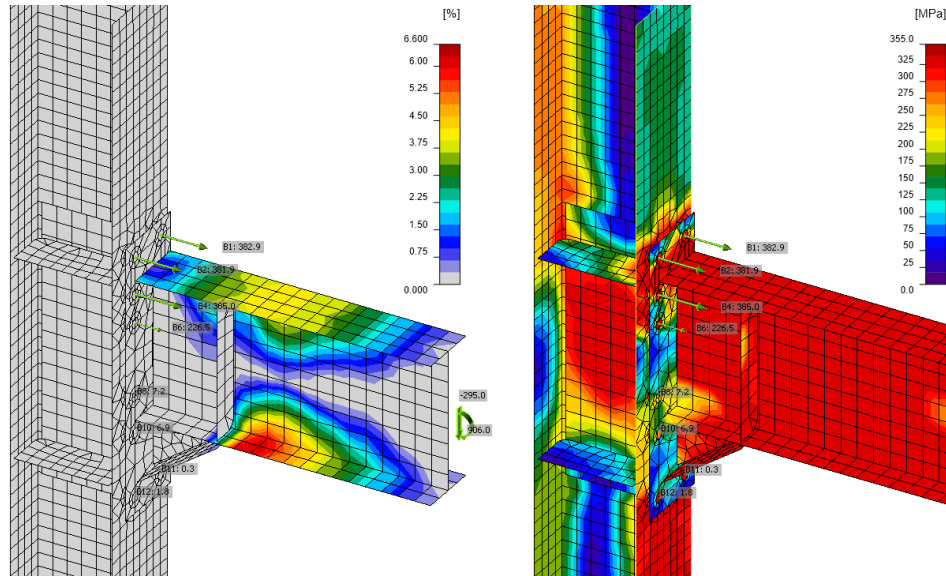 [%]
6.600
6.00
5.25
4.50
3.00
2.25
1.50
0.75
0.000
B1: 382.9
B2: 381.9
B4: 385.0
B6: 226.5
B8: 7.2
B10: 6.9
B11: 0.3
B12: 1.8
-295.0
906.0
[MPa]
355.0
325
300
275
250
225
200
175
150
125
100
75
50
25
0.0
B1: 382.9
B2: 381.9
B4: 385.0
B6: 226.5
B8: 7.2
B10: 6.9
B11: 0.3
B12: 1.8